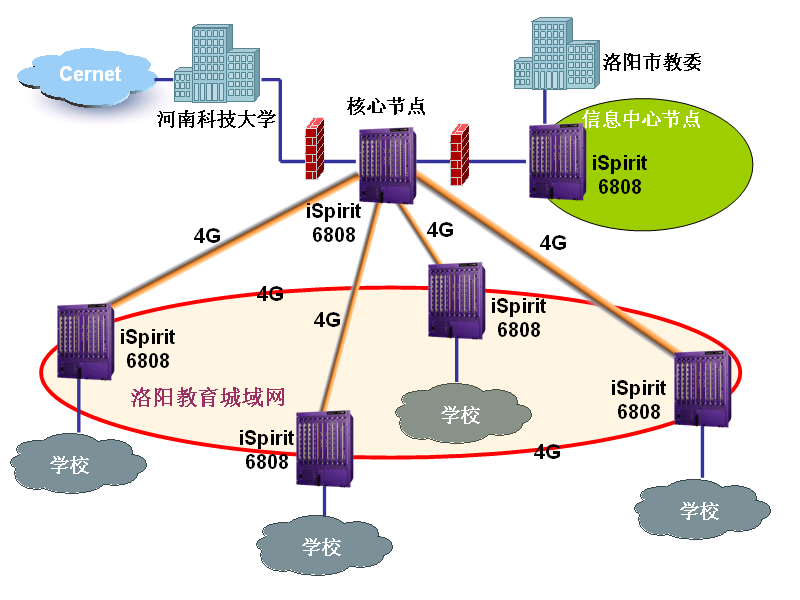 Cernet
洛阳市教委
河南科技大学
核心节点
信息中心节点
iSpirit
6808
iSpirit
6808
4G
4G
4G
4G
4G
iSpirit
6808
iSpirit
6808
iSpirit
6808
洛阳教育城域网
学校
iSpirit
6808
4G
学校
学校
学校